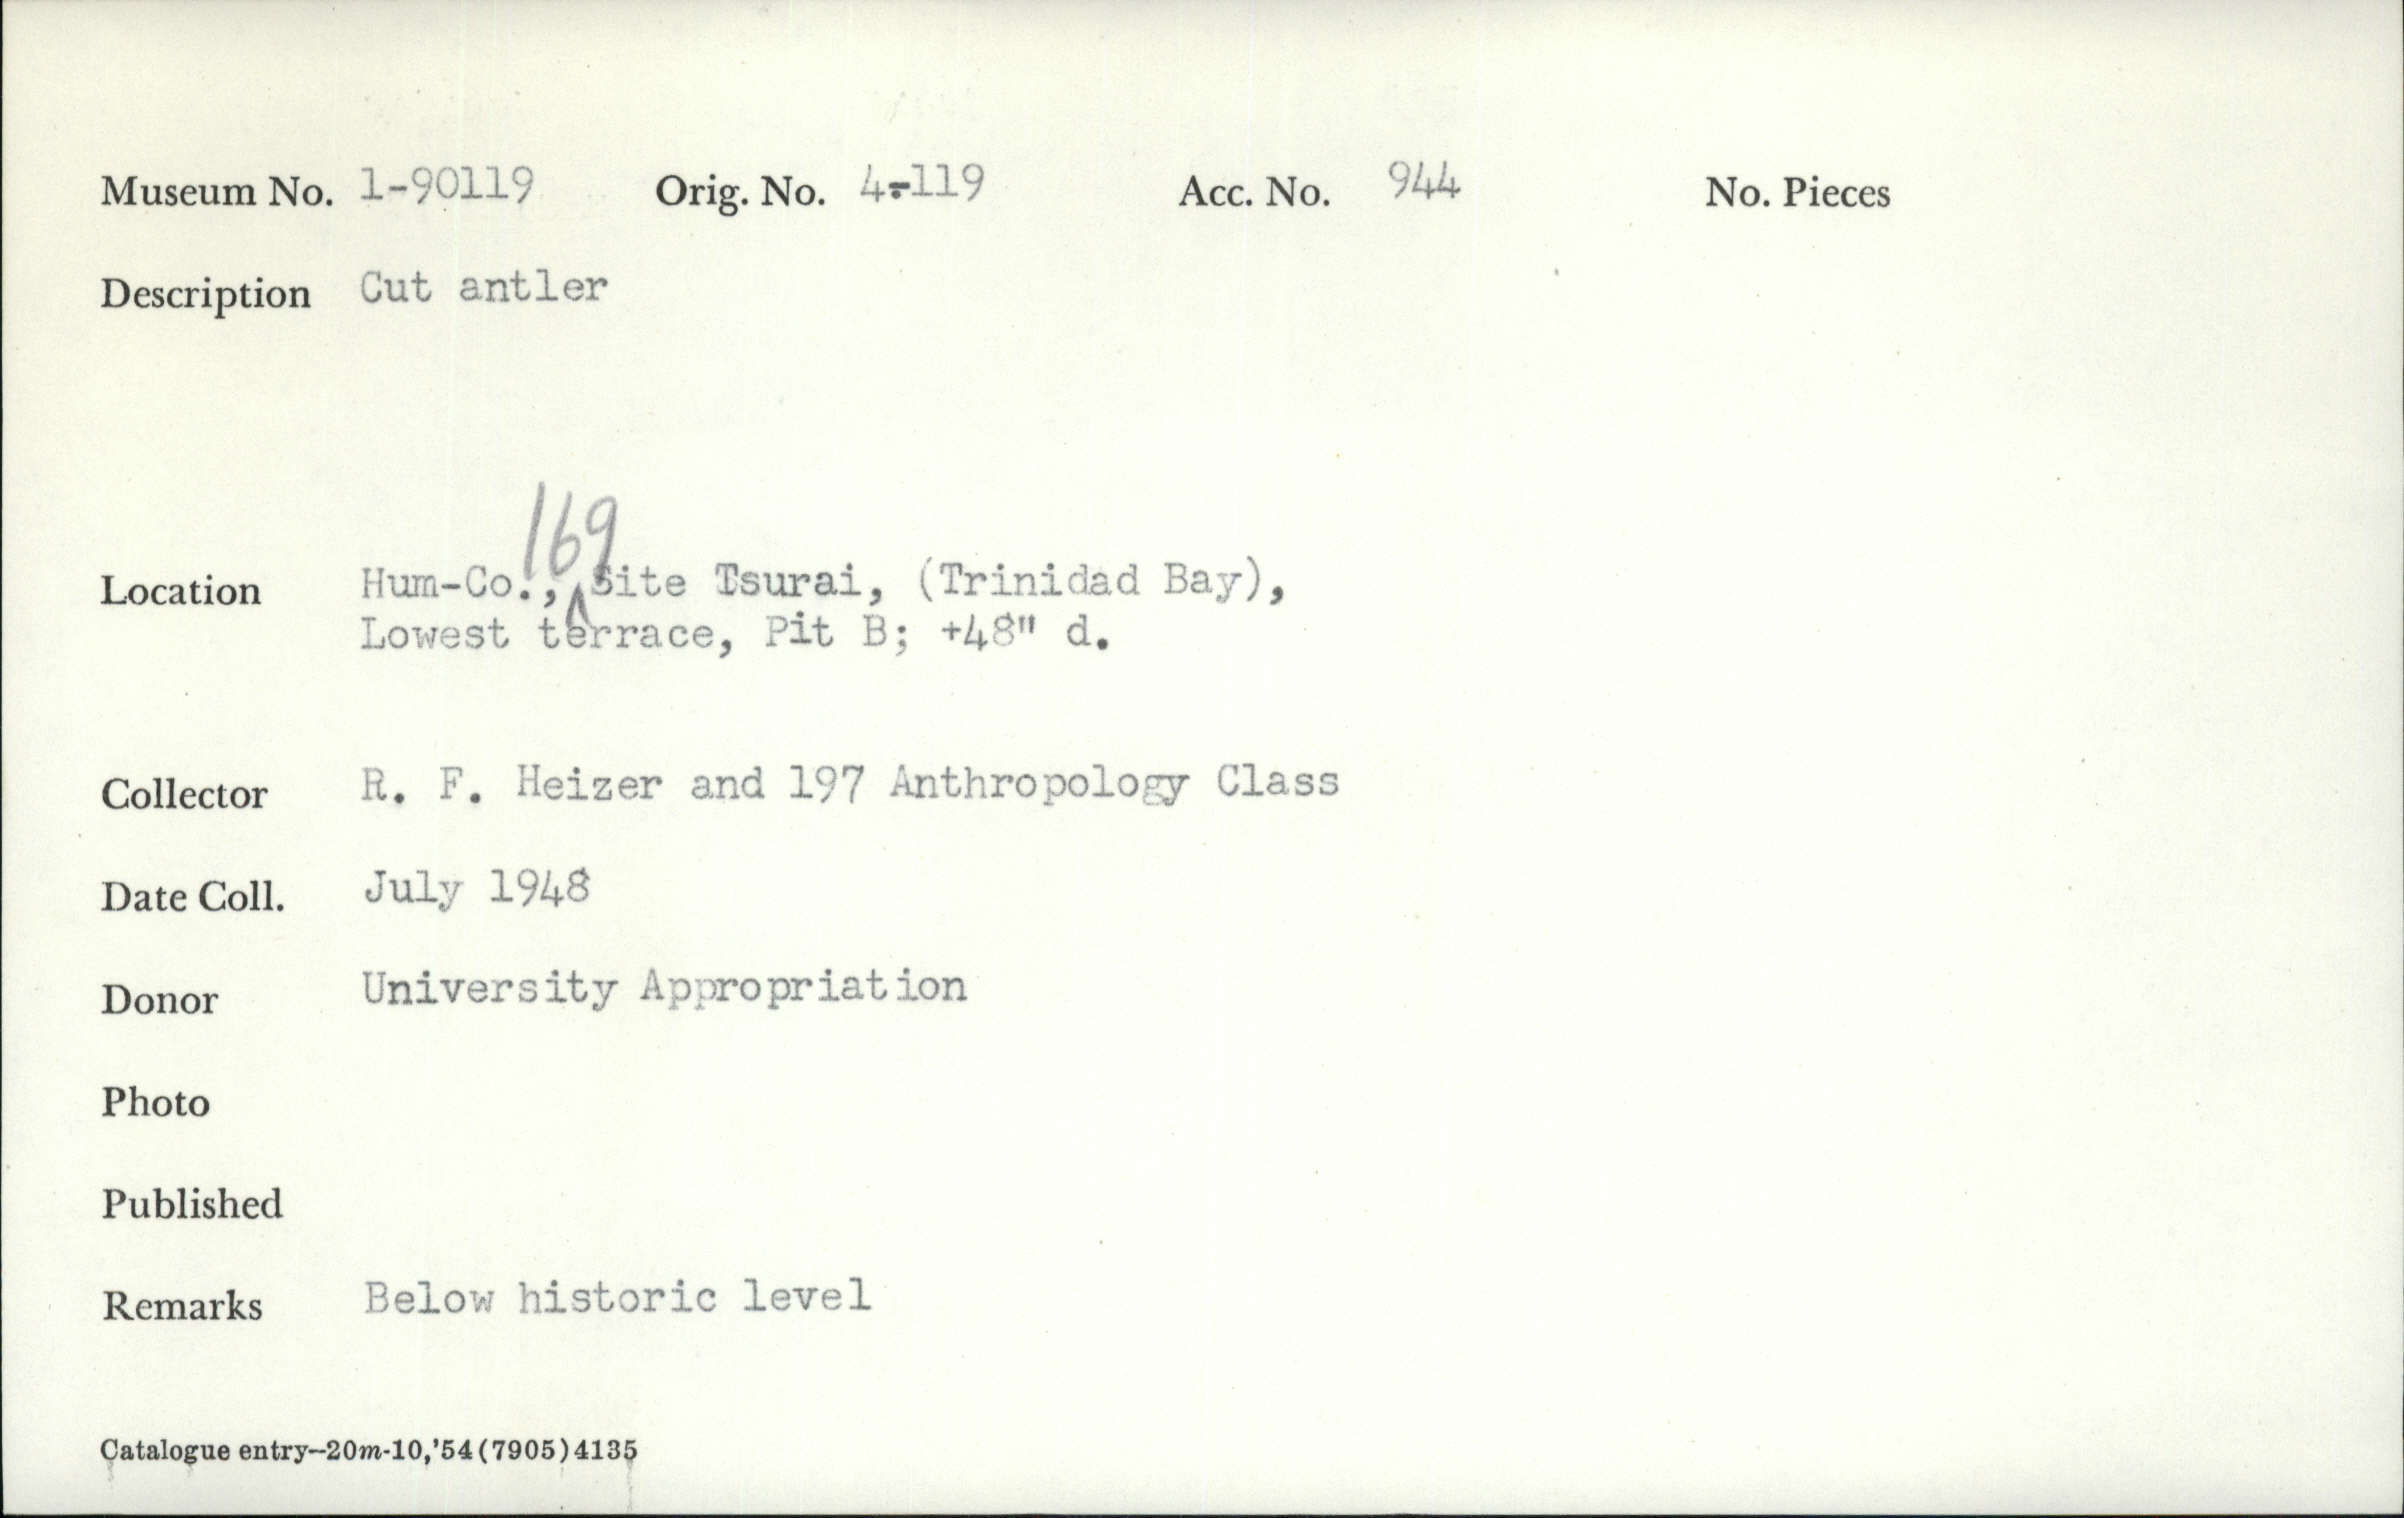 Museum No. 1-90119 Orig. No. 4-119 Acc. No. 944 No. Pieces
Description Cut antler
169
Location Hum-Co., Site Tsurai, (Trinidad Bay),
Lowest terrace, Pit B; +48" d.
Collector R. F. Heizer and 197 Anthropology Class
Date Coll. July 1948
Donor University Appropriation
Photo
Published
Remarks Below historic level
Catalogue entry—20m-10,'54(7905)4135